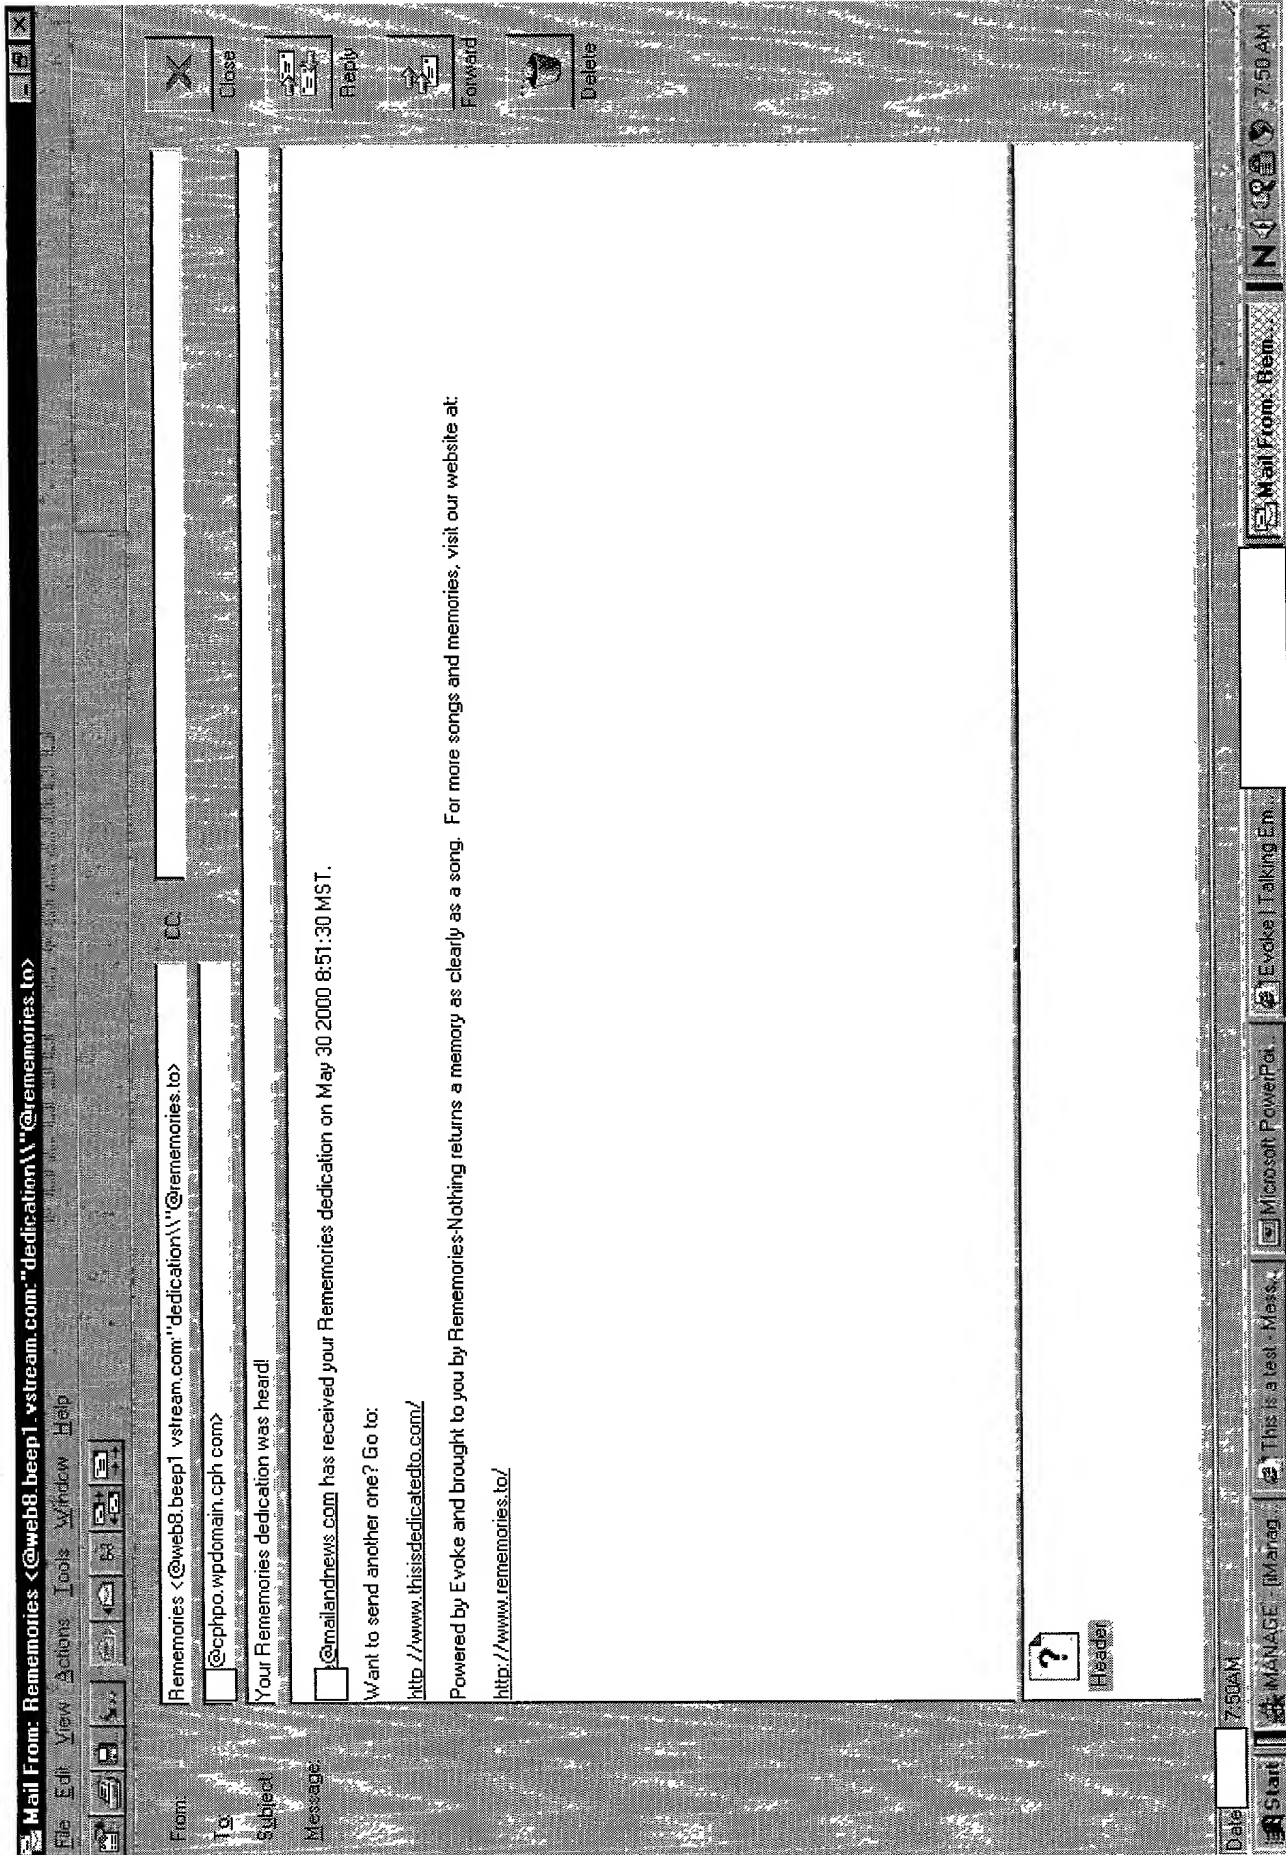 Mail From: Rememories <@web8.beep1.vstream.com:"dedication\\"@rememories.to>
File Edit View Actions Tools Window Help
From: Rememories <@web8.beep1 vstream.com:"dedication\\"@rememories.to> CC:
To: @cphpo.wpdomain.cph com>
Subject: Your Rememories dedication was heard!
Message:
@mailandnews com has received your Rememories dedication on May 30 2000 8:51:30 MST.
Want to send another one? Go to:
http //www.thisisdedicatedto.com/
Powered by Evoke and brought to you by Rememories-Nothing returns a memory as clearly as a song. For more songs and memories, visit our website at:
http://www.rememories.to/
Close
Reply
Forward
Delete
Header
Date 7:50AM
Start MANAGE - [iManag... This is a test - Mess... Microsoft PowerPoi... Evoke | Talking Em... Mail From: Rem... N 7:50 AM